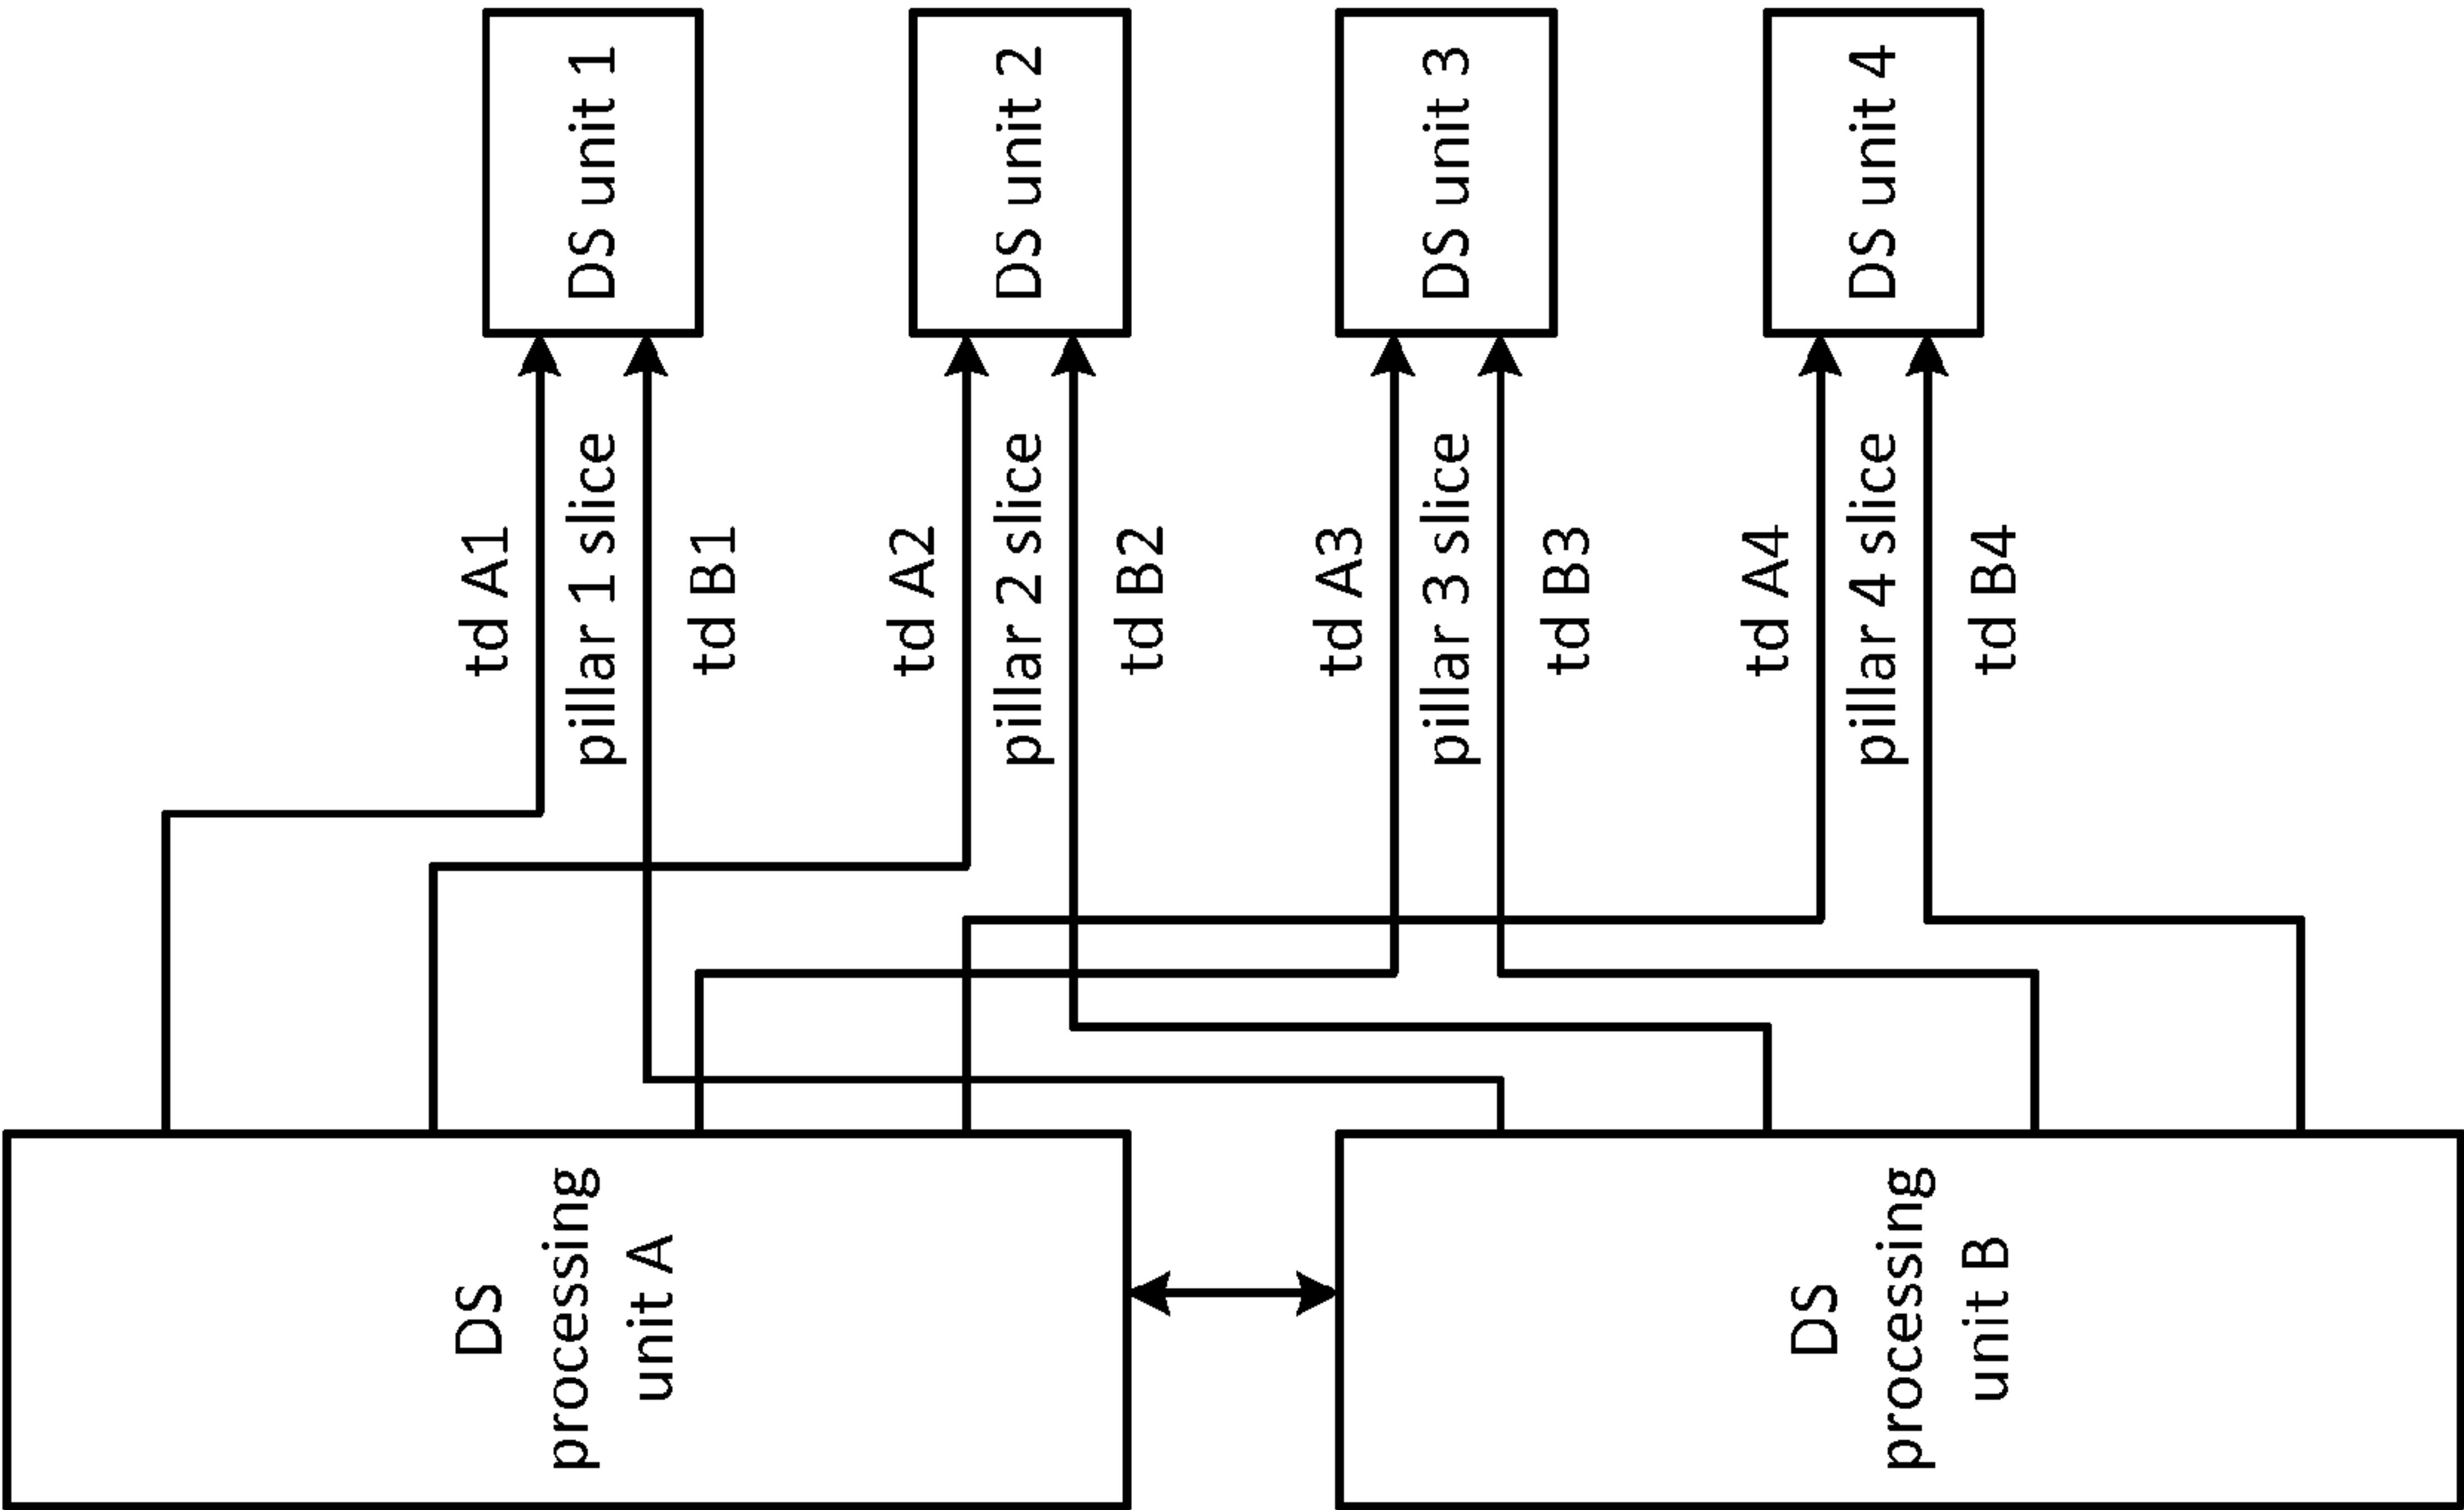 DS unit 1
DS unit 2
DS unit 3
DS unit 4
td A1
pillar 1 slice
td B1
td A2
pillar 2 slice
td B2
td A3
pillar 3 slice
td B3
td A4
pillar 4 slice
td B4
DS
processing
unit A
DS
processing
unit B